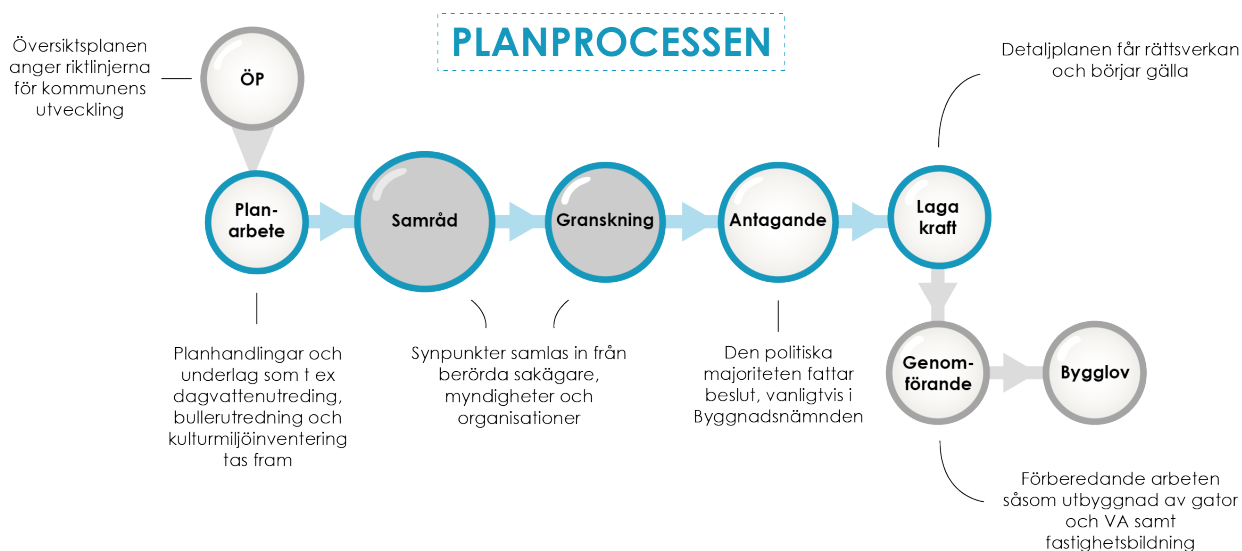 PLANPROCESSEN
Översiktsplanen
anger riktlinjerna
för kommunens
utveckling
ÖP
Detaljplanen får rättsverkan
och börjar gälla
Plan-
arbete
Samråd
Granskning
Antagande
Laga
kraft
Planhandlingar och
underlag som t ex
dagvattenutreding,
bullerutredning och
kulturmiljöinventering
tas fram
Synpunkter samlas in från
berörda sakägare,
myndigheter och
organisationer
Den politiska
majoriteten fattar
beslut, vanligtvis i
Byggnadsnämnden
Genom-
förande
Bygglov
Förberedande arbeten
såsom utbyggnad av gator
och VA samt
fastighetsbildning